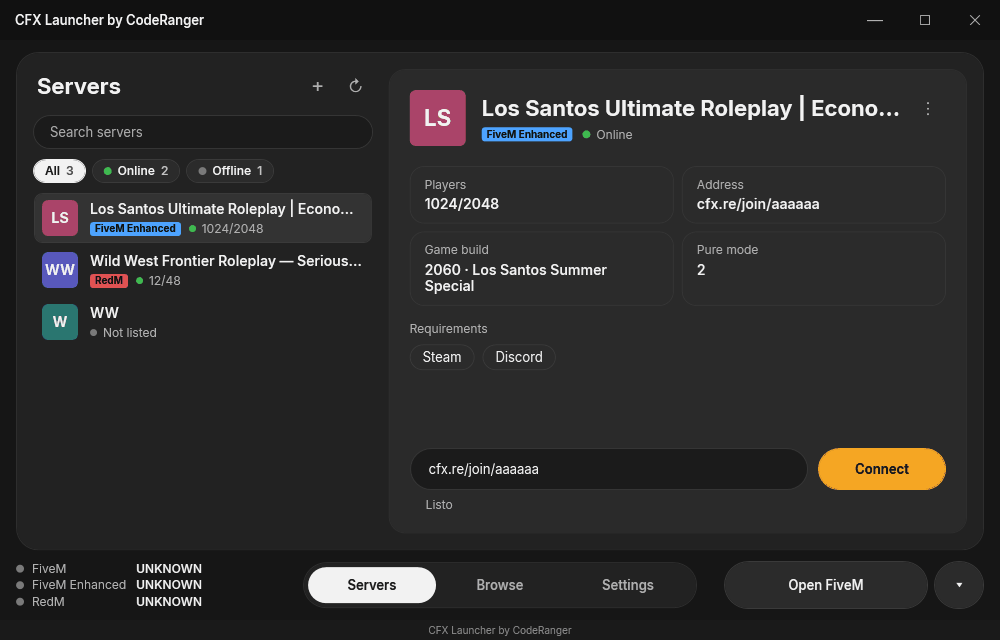 CFX Launcher by CodeRanger
Servers
Search servers
All 3
Online 2
Offline 1
LS
Los Santos Ultimate Roleplay | Econo...
FiveM Enhanced
1024/2048
WW
Wild West Frontier Roleplay — Serious...
RedM
12/48
W
WW
Not listed
LS
Los Santos Ultimate Roleplay | Econo...
FiveM Enhanced
Online
Players
1024/2048
Address
cfx.re/join/aaaaaa
Game build
2060 · Los Santos Summer
Special
Pure mode
2
Requirements
Steam
Discord
cfx.re/join/aaaaaa
Connect
Listo
FiveM UNKNOWN
FiveM Enhanced UNKNOWN
RedM UNKNOWN
Servers
Browse
Settings
Open FiveM
CFX Launcher by CodeRanger